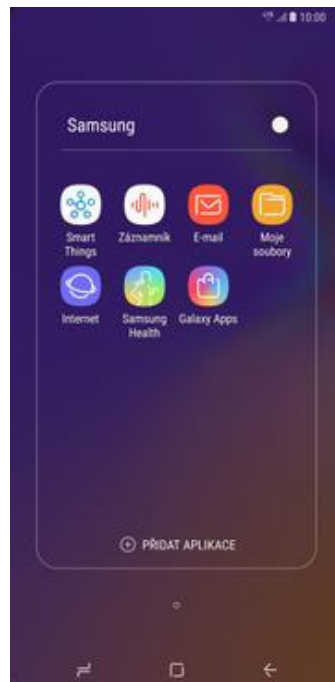 10:00
Samsung
Smart
Things
Záznamník
E-mail
Moje
soubory
Internet
Samsung
Health
Galaxy Apps
PŘIDAT APLIKACE